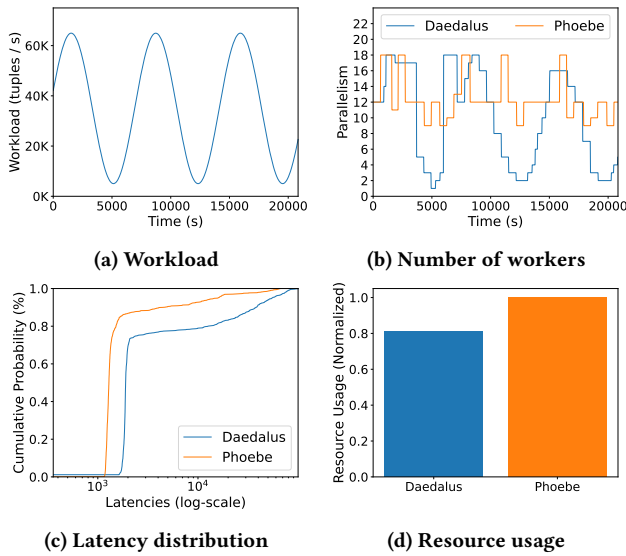 60K
40K
20K
0K
Workload (tuples / s)
0 5000 10000 15000 20000
Time (s)
(a) Workload
22
20
18
16
14
12
10
8
6
4
2
0
Parallelism
Daedalus Phoebe
0 5000 10000 15000 20000
Time (s)
(b) Number of workers
1.0
0.8
0.6
0.4
0.2
0.0
Cumulative Probability (%)
Daedalus
Phoebe
10³ 10⁴
Latencies (log-scale)
(c) Latency distribution
1.0
0.8
0.6
0.4
0.2
0.0
Resource Usage (Normalized)
Daedalus Phoebe
(d) Resource usage